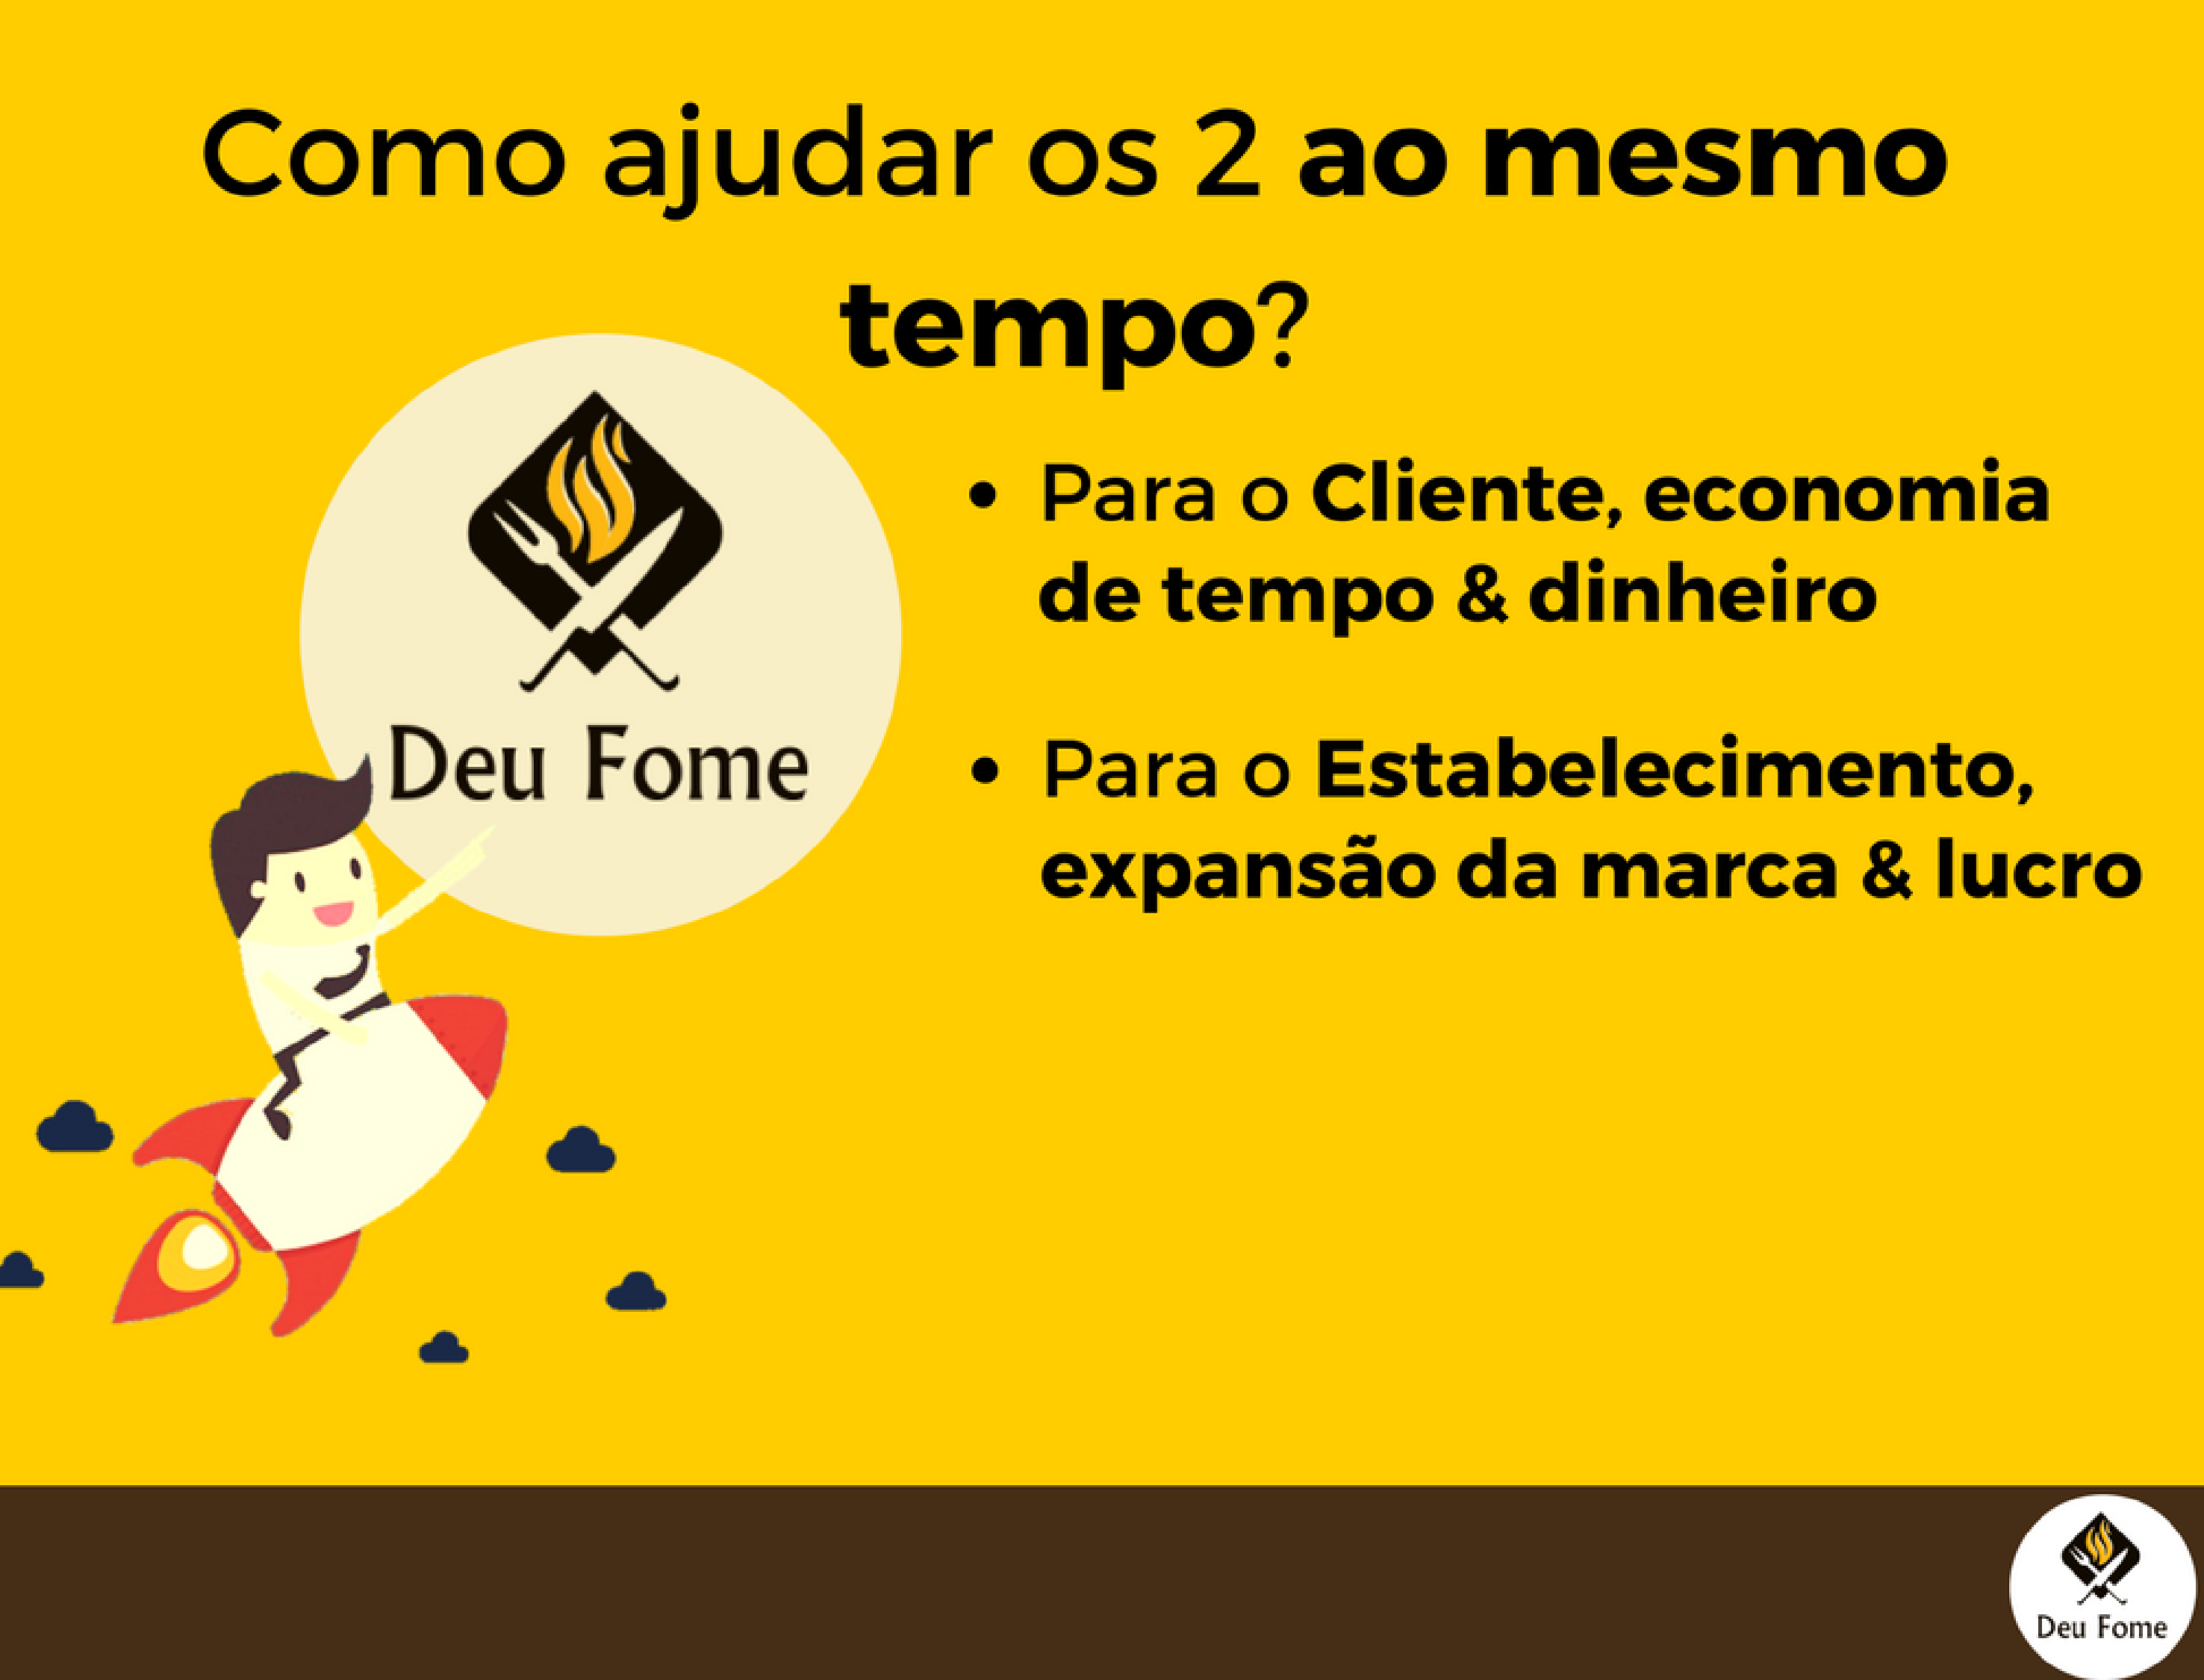 Como ajudar os 2 ao mesmo
tempo?
Deu Fome
• Para o Cliente, economia
de tempo & dinheiro
• Para o Estabelecimento,
expansão da marca & lucro
Deu Fome